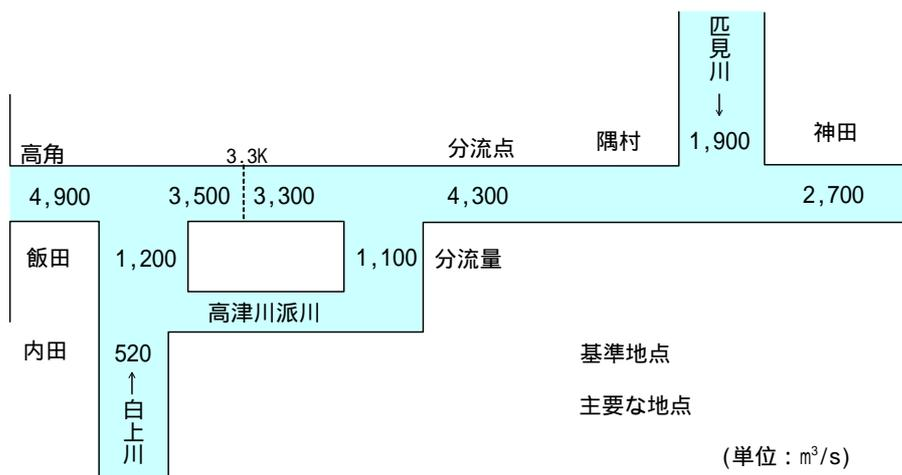 匹見川
↓
1,900
神田
隅村
分流点
3.3K
高角
4,900
3,500
3,300
4,300
2,700
飯田
1,200
1,100
分流量
高津川派川
内田
520
↑
白上川
基準地点
主要な地点
(単位:m³/s)